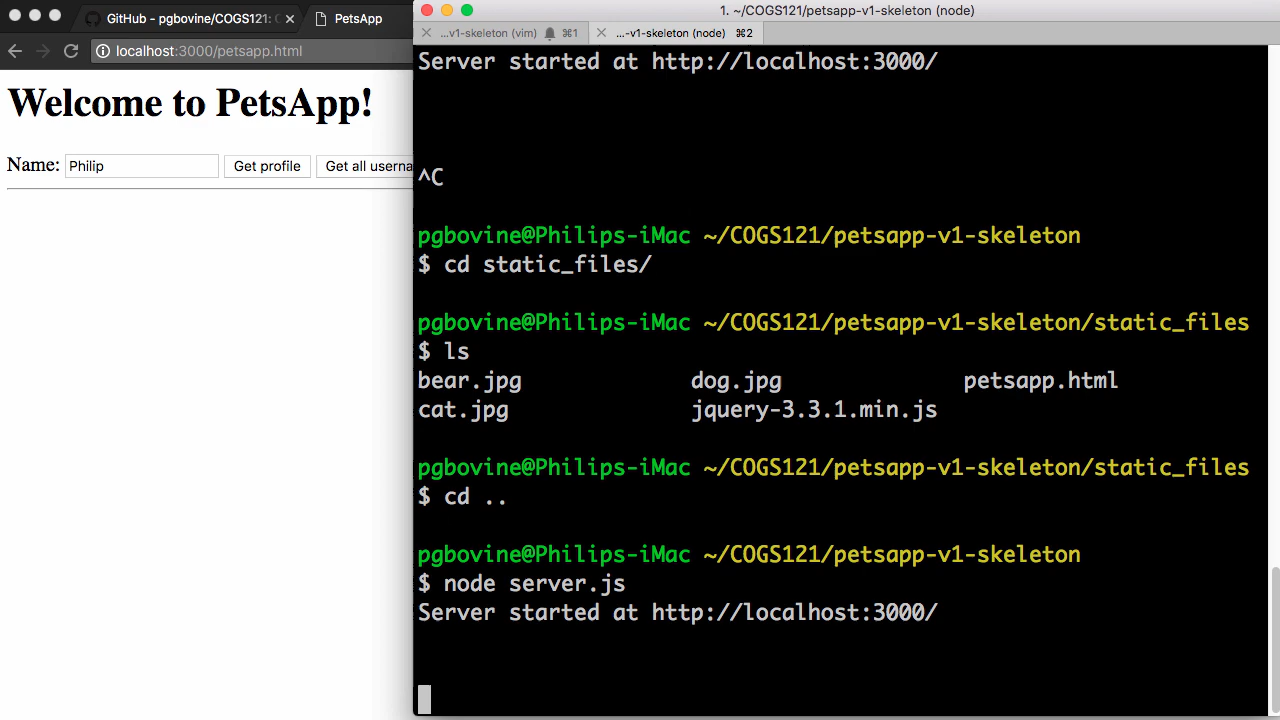 GitHub - pgbovine/COGS121: C
PetsApp
localhost:3000/petsapp.html
Welcome to PetsApp!
Name: Philip Get profile Get all userna
1. ~/COGS121/petsapp-v1-skeleton (node)
...v1-skeleton (vim) ⌘1
...-v1-skeleton (node) ⌘2
Server started at http://localhost:3000/
^C
pgbovine@Philips-iMac ~/COGS121/petsapp-v1-skeleton
$ cd static_files/
pgbovine@Philips-iMac ~/COGS121/petsapp-v1-skeleton/static_files
$ ls
bear.jpg dog.jpg petsapp.html
cat.jpg jquery-3.3.1.min.js
pgbovine@Philips-iMac ~/COGS121/petsapp-v1-skeleton/static_files
$ cd ..
pgbovine@Philips-iMac ~/COGS121/petsapp-v1-skeleton
$ node server.js
Server started at http://localhost:3000/